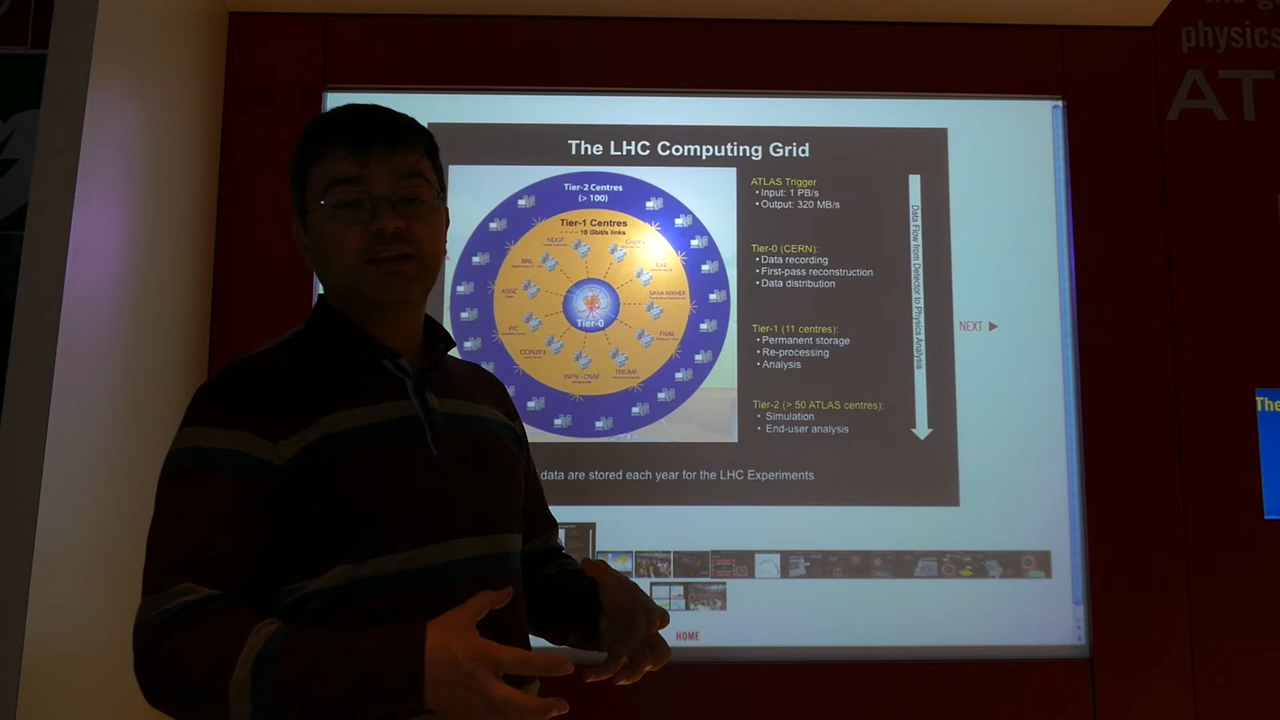 physics
AT
The LHC Computing Grid
Tier-2 Centres
(> 100)
Tier-1 Centres
10 Gbit/s links
NDGF
BNL
RAL
ASGC
SARA-NIKHEF
Tier-0
PIC
FNAL
CCIN2P3
INFN - CNAF
TRIUMF
ATLAS Trigger
• Input: 1 PB/s
• Output: 320 MB/s
Tier-0 (CERN):
• Data recording
• First-pass reconstruction
• Data distribution
Tier-1 (11 centres):
• Permanent storage
• Re-processing
• Analysis
Tier-2 (> 50 ATLAS centres):
• Simulation
• End-user analysis
Data Flow from Detector to Physics Analysis
data are stored each year for the LHC Experiments
NEXT
HOME
The